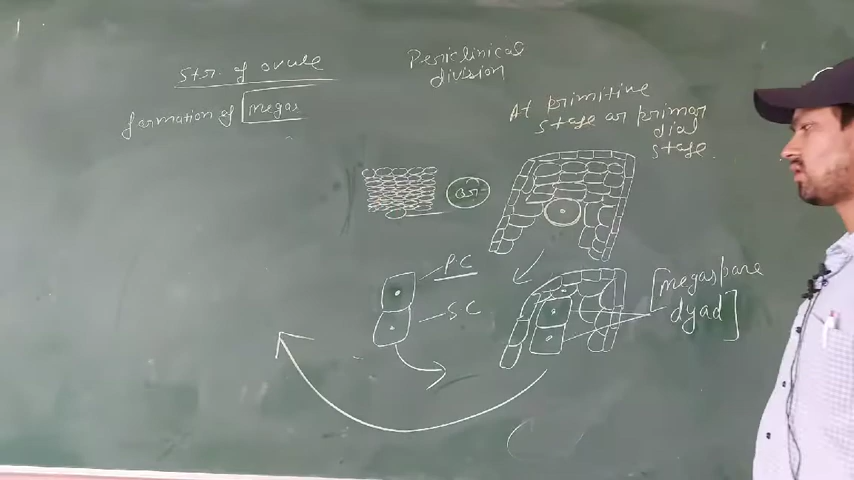 Str. of ovule
formation of [megas
Periclinical
division
At primitive
stage or primor
dial
stage.
ar
PC
SC
[megaspore
dyad]